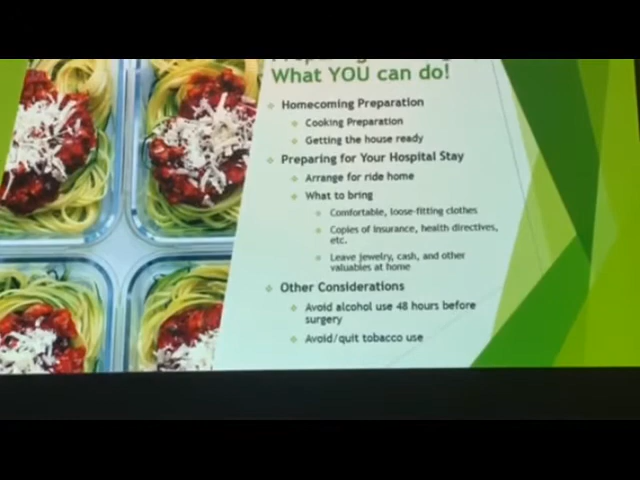 What YOU can do!
Homecoming Preparation
Cooking Preparation
Getting the house ready
Preparing for Your Hospital Stay
Arrange for ride home
What to bring
Comfortable, loose-fitting clothes
Copies of insurance, health directives,
etc.
Leave jewelry, cash, and other
valuables at home
Other Considerations
Avoid alcohol use 48 hours before
surgery
Avoid/quit tobacco use